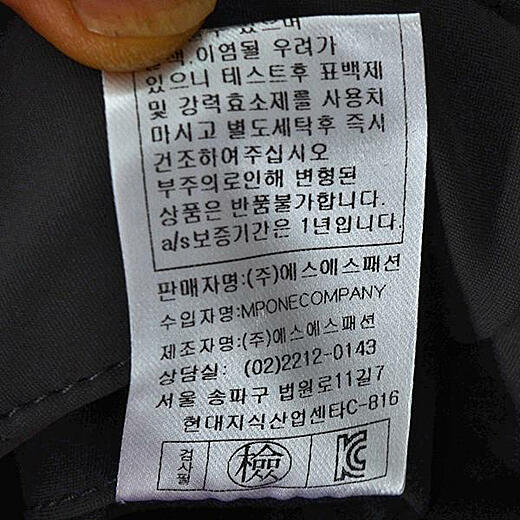 있으며
이염될 우려가
있으니 테스트후 표백제
및 강력효소제를 사용치
마시고 별도세탁후 즉시
건조하여주십시오
부주의로인해 변형된
상품은 반품불가합니다.
a/s보증기간은 1년입니다.
판매자명:(주)에스에스패션
수입자명:MPONECOMPANY
제조자명:(주)에스에스패션
상담실: (02)2212-0143
서울 송파구 법원로11길7
현대지식산업센타C-816
검사필 檢 KC